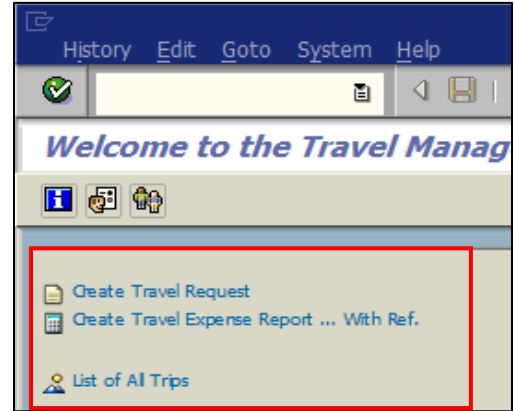 History Edit Goto System Help
Welcome to the Travel Manag
Create Travel Request
Create Travel Expense Report ... With Ref.
List of All Trips